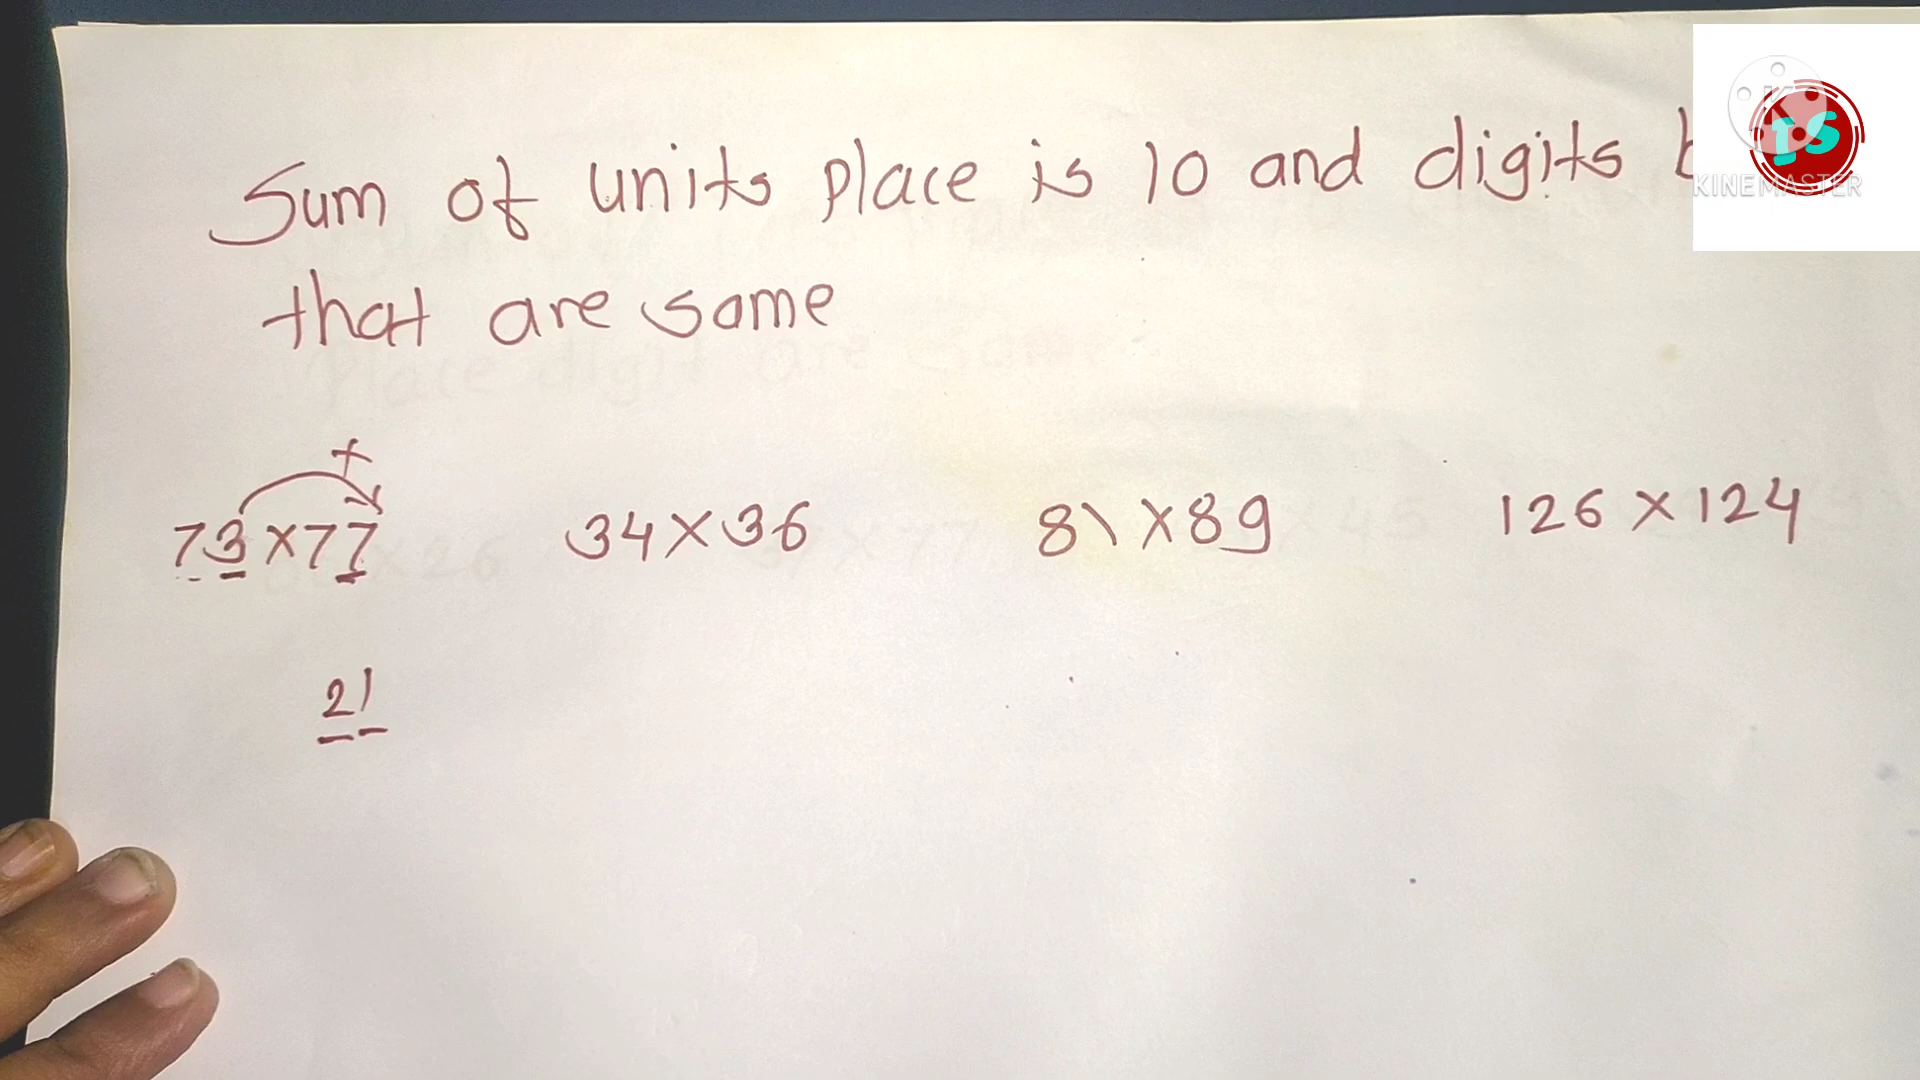 Sum of units place is 10 and digits
that are same
+
73 × 77 34 × 36 81 × 89 126 × 124
21
1S
KINEMASTER